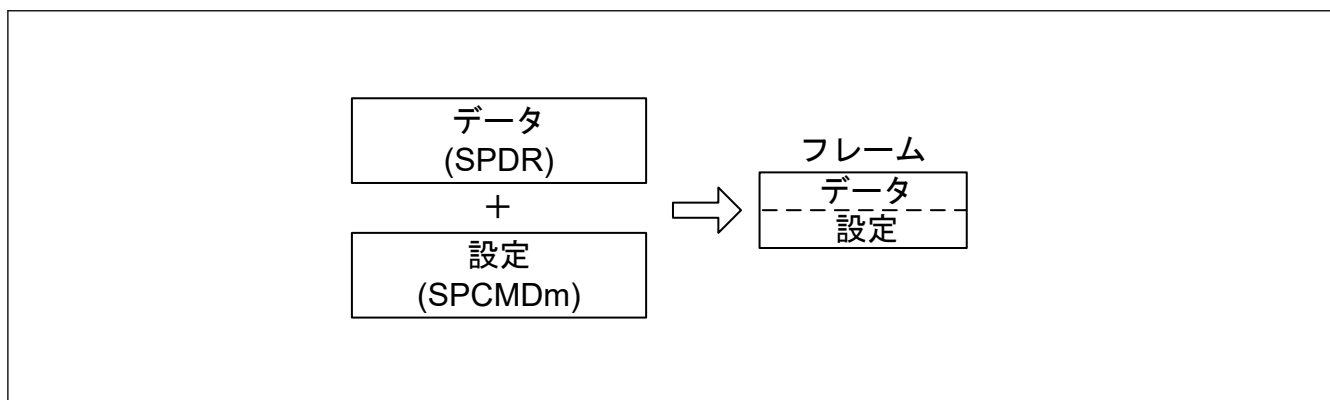 データ
(SPDR)
+
設定
(SPCMDm)
フレーム
データ
設定